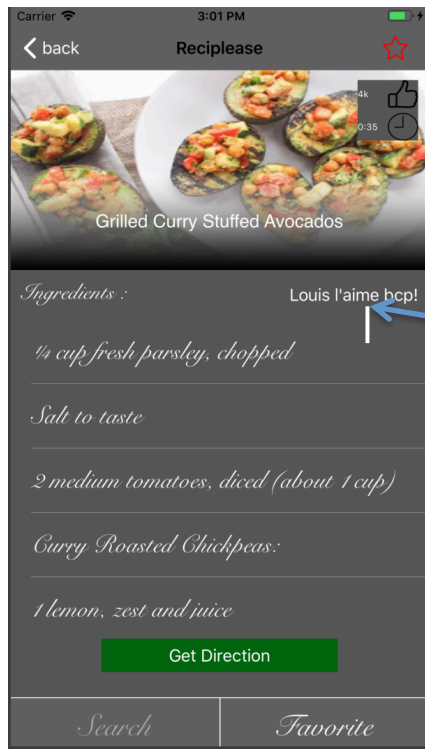 Carrier 3:01 PM
back Reciplease
4k
0:35
Grilled Curry Stuffed Avocados
Ingredients : Louis l'aime bcp!
¼ cup fresh parsley, chopped
Salt to taste
2 medium tomatoes, diced (about 1 cup)
Curry Roasted Chickpeas:
1 lemon, zest and juice
Get Direction
Search Favorite